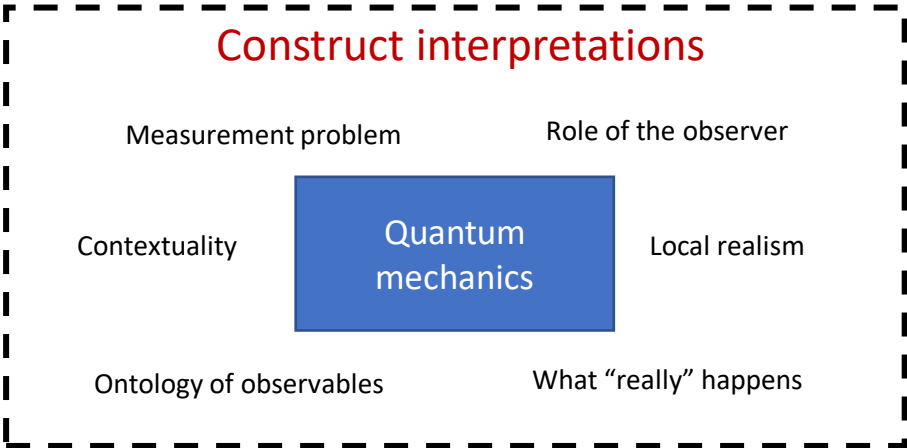 Construct interpretations
Measurement problem
Role of the observer
Contextuality
Quantum
mechanics
Local realism
Ontology of observables
What “really” happens